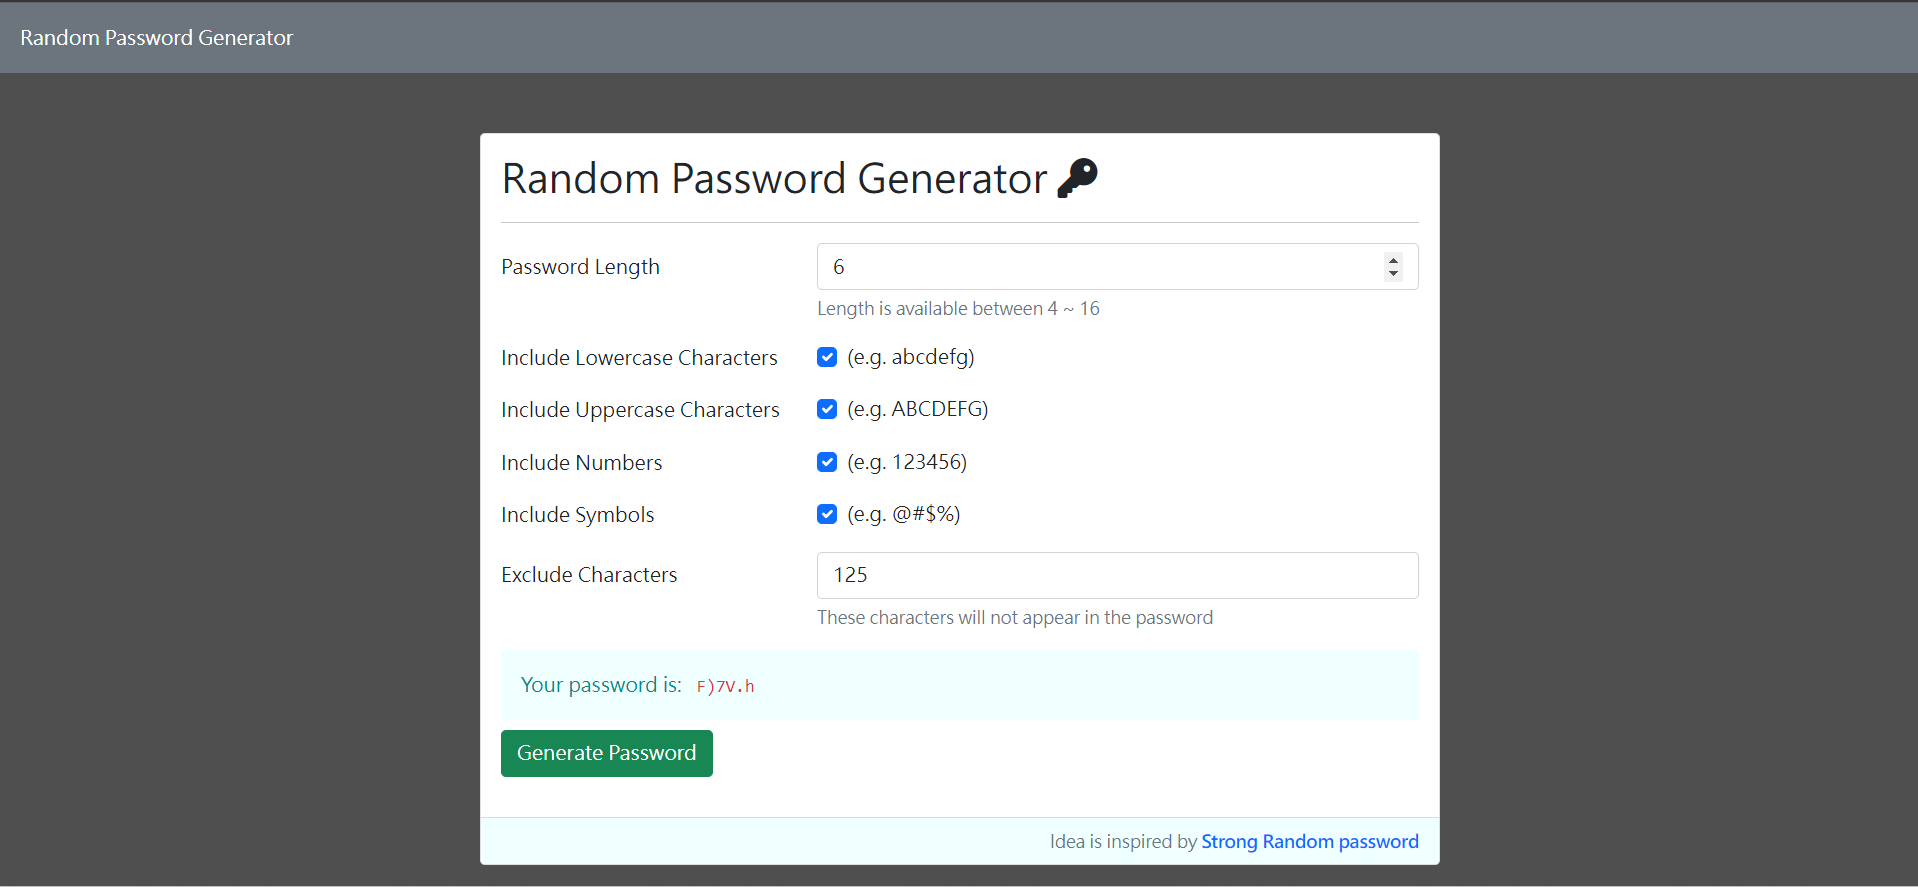 Random Password Generator
Random Password Generator
Password Length
6
Length is available between 4 ~ 16
Include Lowercase Characters (e.g. abcdefg)
Include Uppercase Characters (e.g. ABCDEFG)
Include Numbers (e.g. 123456)
Include Symbols (e.g. @#$%)
Exclude Characters
125
These characters will not appear in the password
Your password is: F)7V.h
Generate Password
Idea is inspired by Strong Random password